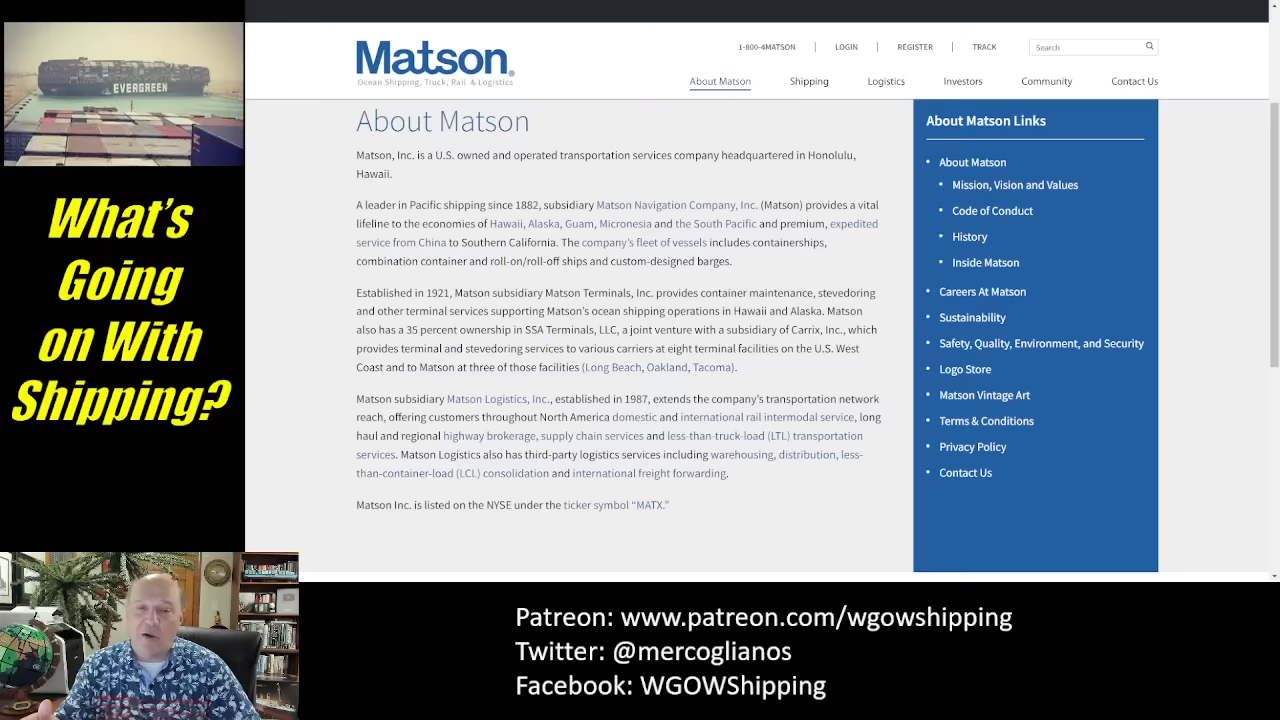 EVERGREEN
What's
Going
on With
Shipping?
Matson®
Ocean Shipping, Truck, Rail & Logistics
1-800-4MATSON
LOGIN
REGISTER
TRACK
Search
About Matson
Shipping
Logistics
Investors
Community
Contact Us
About Matson
Matson, Inc. is a U.S. owned and operated transportation services company headquartered in Honolulu,
Hawaii.
A leader in Pacific shipping since 1882, subsidiary Matson Navigation Company, Inc. (Matson) provides a vital
lifeline to the economies of Hawaii, Alaska, Guam, Micronesia and the South Pacific and premium, expedited
service from China to Southern California. The company's fleet of vessels includes containerships,
combination container and roll-on/roll-off ships and custom-designed barges.
Established in 1921, Matson subsidiary Matson Terminals, Inc. provides container maintenance, stevedoring
and other terminal services supporting Matson's ocean shipping operations in Hawaii and Alaska. Matson
also has a 35 percent ownership in SSA Terminals, LLC, a joint venture with a subsidiary of Carrix, Inc., which
provides terminal and stevedoring services to various carriers at eight terminal facilities on the U.S. West
Coast and to Matson at three of those facilities (Long Beach, Oakland, Tacoma).
Matson subsidiary Matson Logistics, Inc., established in 1987, extends the company's transportation network
reach, offering customers throughout North America domestic and international rail intermodal service, long
haul and regional highway brokerage, supply chain services and less-than-truck-load (LTL) transportation
services. Matson Logistics also has third-party logistics services including warehousing, distribution, less-
than-container-load (LCL) consolidation and international freight forwarding.
Matson Inc. is listed on the NYSE under the ticker symbol "MATX."
About Matson Links
• About Matson
• Mission, Vision and Values
• Code of Conduct
• History
• Inside Matson
• Careers At Matson
• Sustainability
• Safety, Quality, Environment, and Security
• Logo Store
• Matson Vintage Art
• Terms & Conditions
• Privacy Policy
• Contact Us
Patreon: www.patreon.com/wgowshipping
Twitter: @mercoglianos
Facebook: WGOWShipping